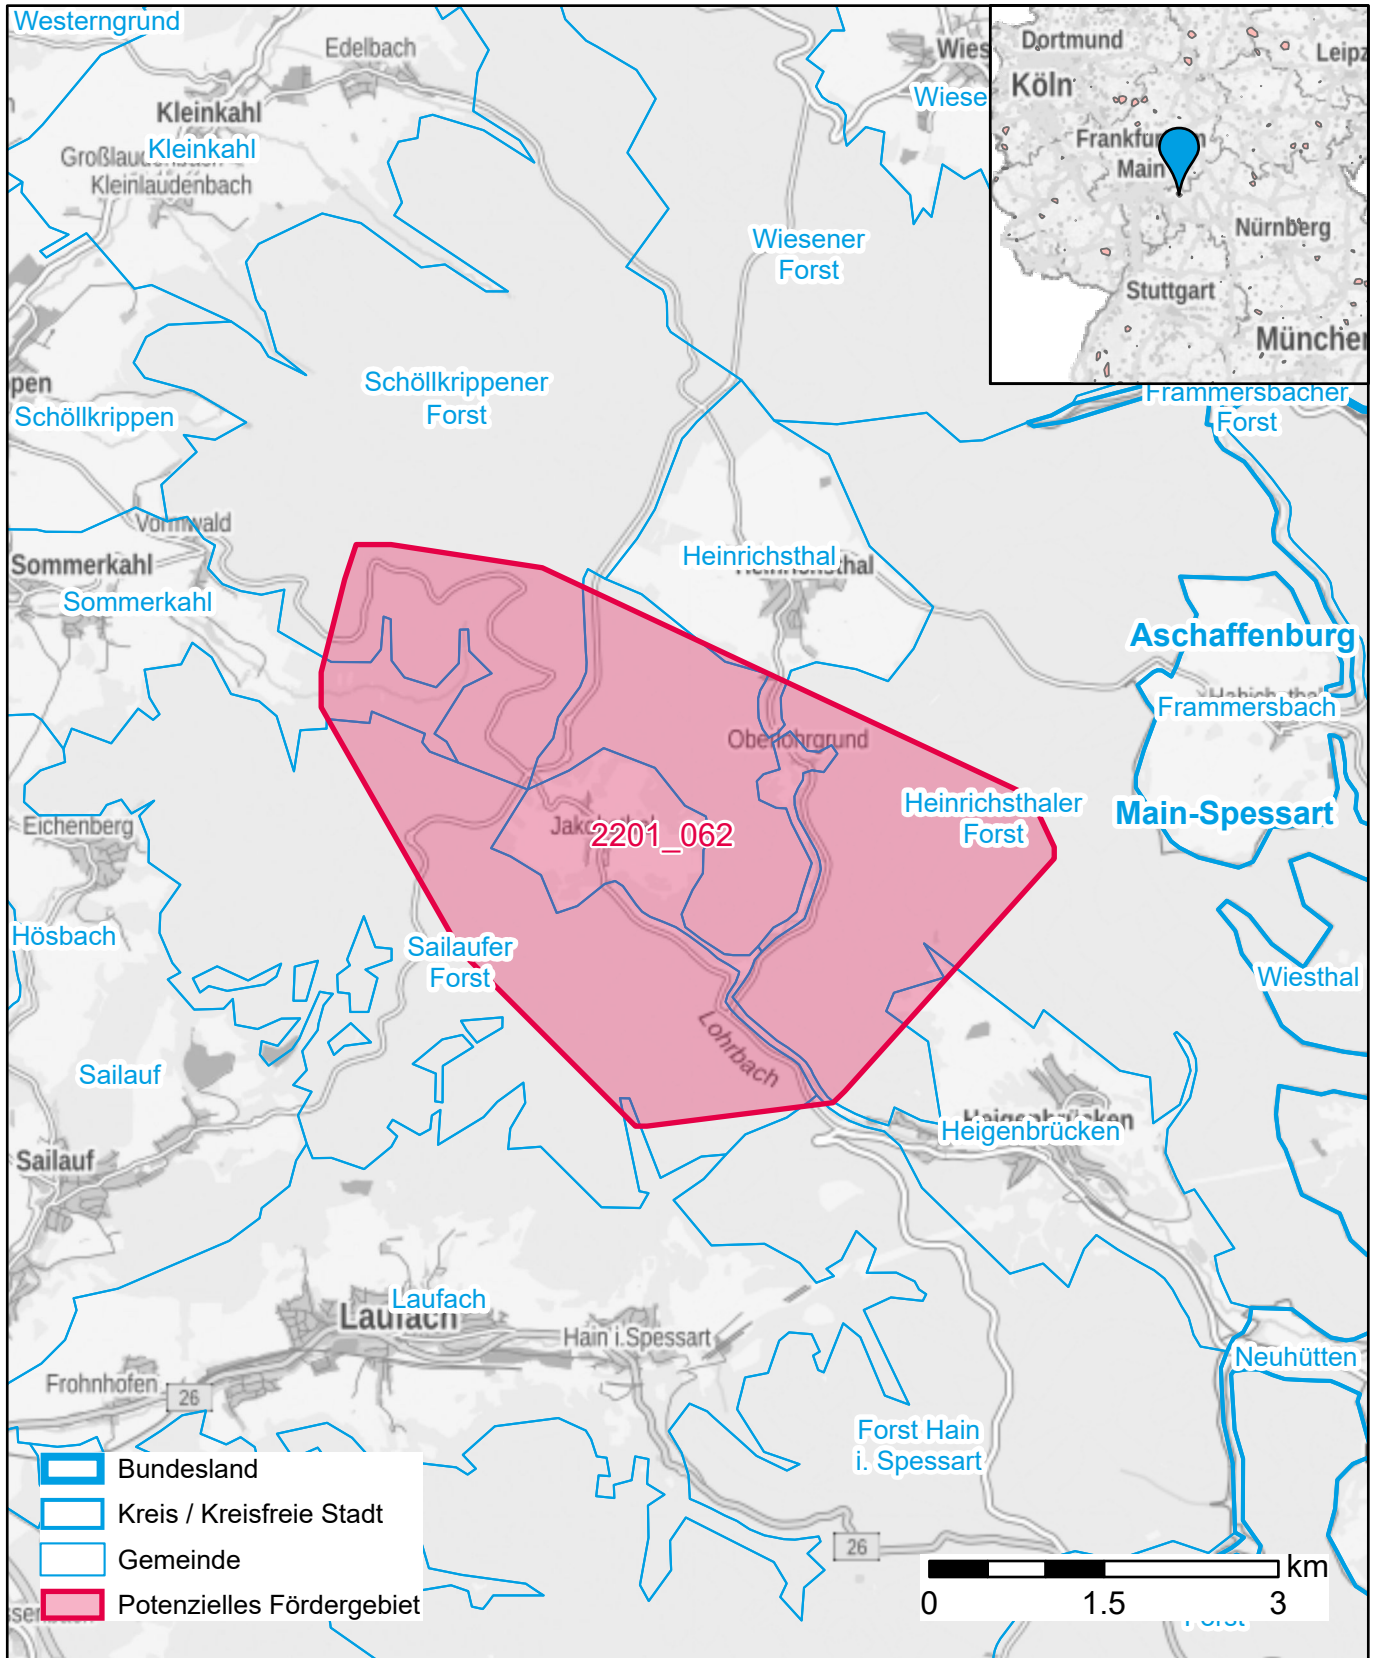 Westerngrund
Edelbach
Kleinkahl
Kleinkahl
Kleinlaudenbach
Wiesener
Forst
Dortmund
Köln
Main
Nürnberg
Stuttgart
Schöllkrippener
Forst
Schöllkrippen
Frammersbacher
Forst
Vormwald
Sommerkahl
Sommerkahl
Heinrichsthal
Aschaffenburg
Frammersbach
Oberlohrgrund
Heinrichsthaler
Forst
Main-Spessart
Eichenberg
2201_062
Hösbach
Sailaufer
Forst
Wiesthal
Lohrbach
Sailauf
Heigenbrücken
Sailauf
Laufach
Laufach
Hain i.Spessart
Neuhütten
Frohnhofen
26
Forst Hain
i. Spessart
26
Bundesland
Kreis / Kreisfreie Stadt
Gemeinde
Potenzielles Fördergebiet
km
0 1.5 3